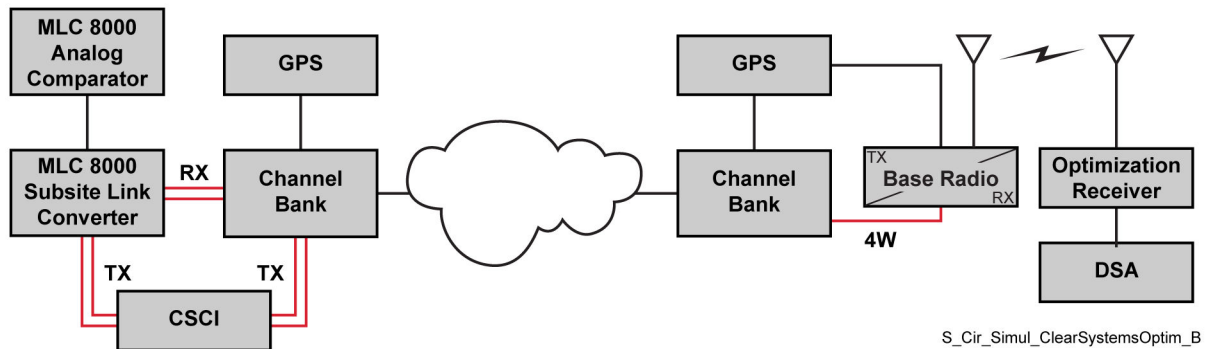 MLC 8000
Analog
Comparator
GPS
GPS
MLC 8000
Subsite Link
Converter
RX
Channel
Bank
Channel
Bank
TX
Base Radio
RX
Optimization
Receiver
4W
TX
TX
CSCI
DSA
S_Cir_Simul_ClearSystemsOptim_B